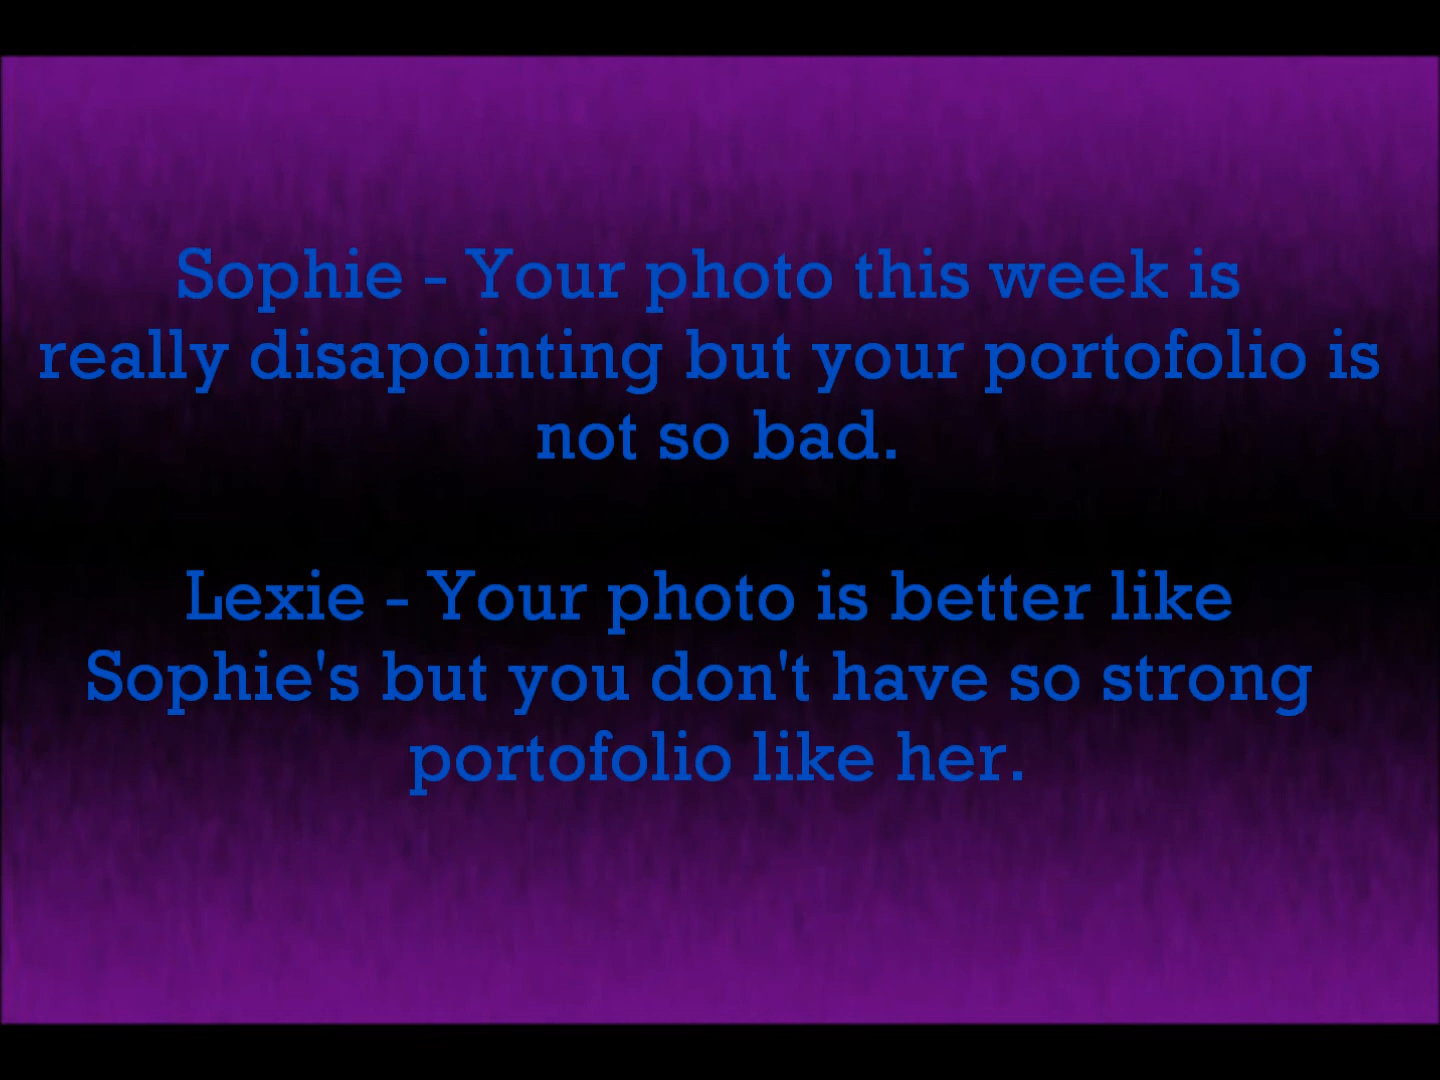 Sophie - Your photo this week is
really disapointing but your portofolio is
not so bad.
Lexie - Your photo is better like
Sophie's but you don't have so strong
portofolio like her.